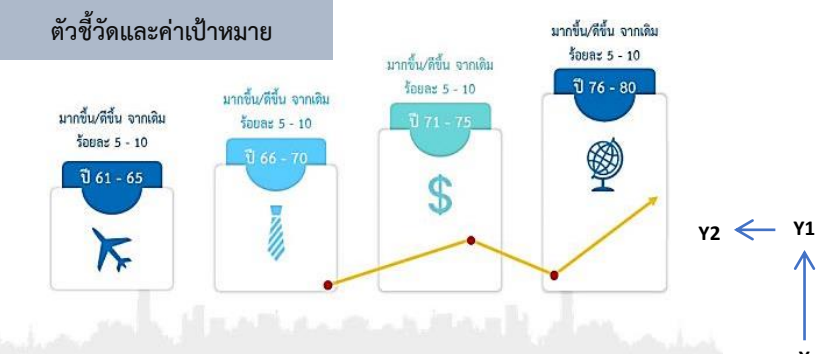 ตัวชี้วัดและค่าเป้าหมาย
มากขึ้น/ดีขึ้น จากเดิม
ร้อยละ 5 - 10
ปี 61 - 65
มากขึ้น/ดีขึ้น จากเดิม
ร้อยละ 5 - 10
ปี 66 - 70
มากขึ้น/ดีขึ้น จากเดิม
ร้อยละ 5 - 10
ปี 71 - 75
$
มากขึ้น/ดีขึ้น จากเดิม
ร้อยละ 5 - 10
ปี 76 - 80
Y2
Y1